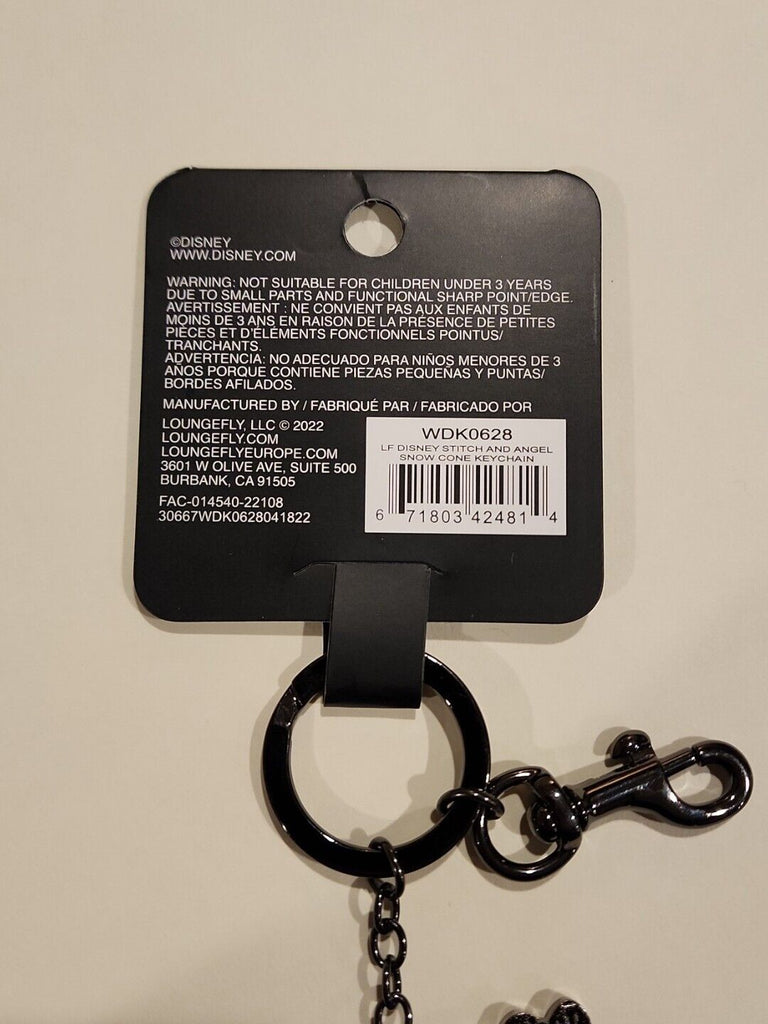 ©DISNEY
WWW.DISNEY.COM
WARNING: NOT SUITABLE FOR CHILDREN UNDER 3 YEARS
DUE TO SMALL PARTS AND FUNCTIONAL SHARP POINT/EDGE.
AVERTISSEMENT : NE CONVIENT PAS AUX ENFANTS DE
MOINS DE 3 ANS EN RAISON DE LA PRÉSENCE DE PETITES
PIÈCES ET D'ÉLÉMENTS FONCTIONNELS POINTUS/
TRANCHANTS.
ADVERTENCIA: NO ADECUADO PARA NIÑOS MENORES DE 3
AÑOS PORQUE CONTIENE PIEZAS PEQUEÑAS Y PUNTAS/
BORDES AFILADOS.
MANUFACTURED BY / FABRIQUÉ PAR / FABRICADO POR
LOUNGEFLY, LLC © 2022
LOUNGEFLY.COM
LOUNGEFLYEUROPE.COM
3601 W OLIVE AVE, SUITE 500
BURBANK, CA 91505
FAC-014540-22108
30667WDK0628041822
WDK0628
LF DISNEY STITCH AND ANGEL
SNOW CONE KEYCHAIN
6 71803 42481 4